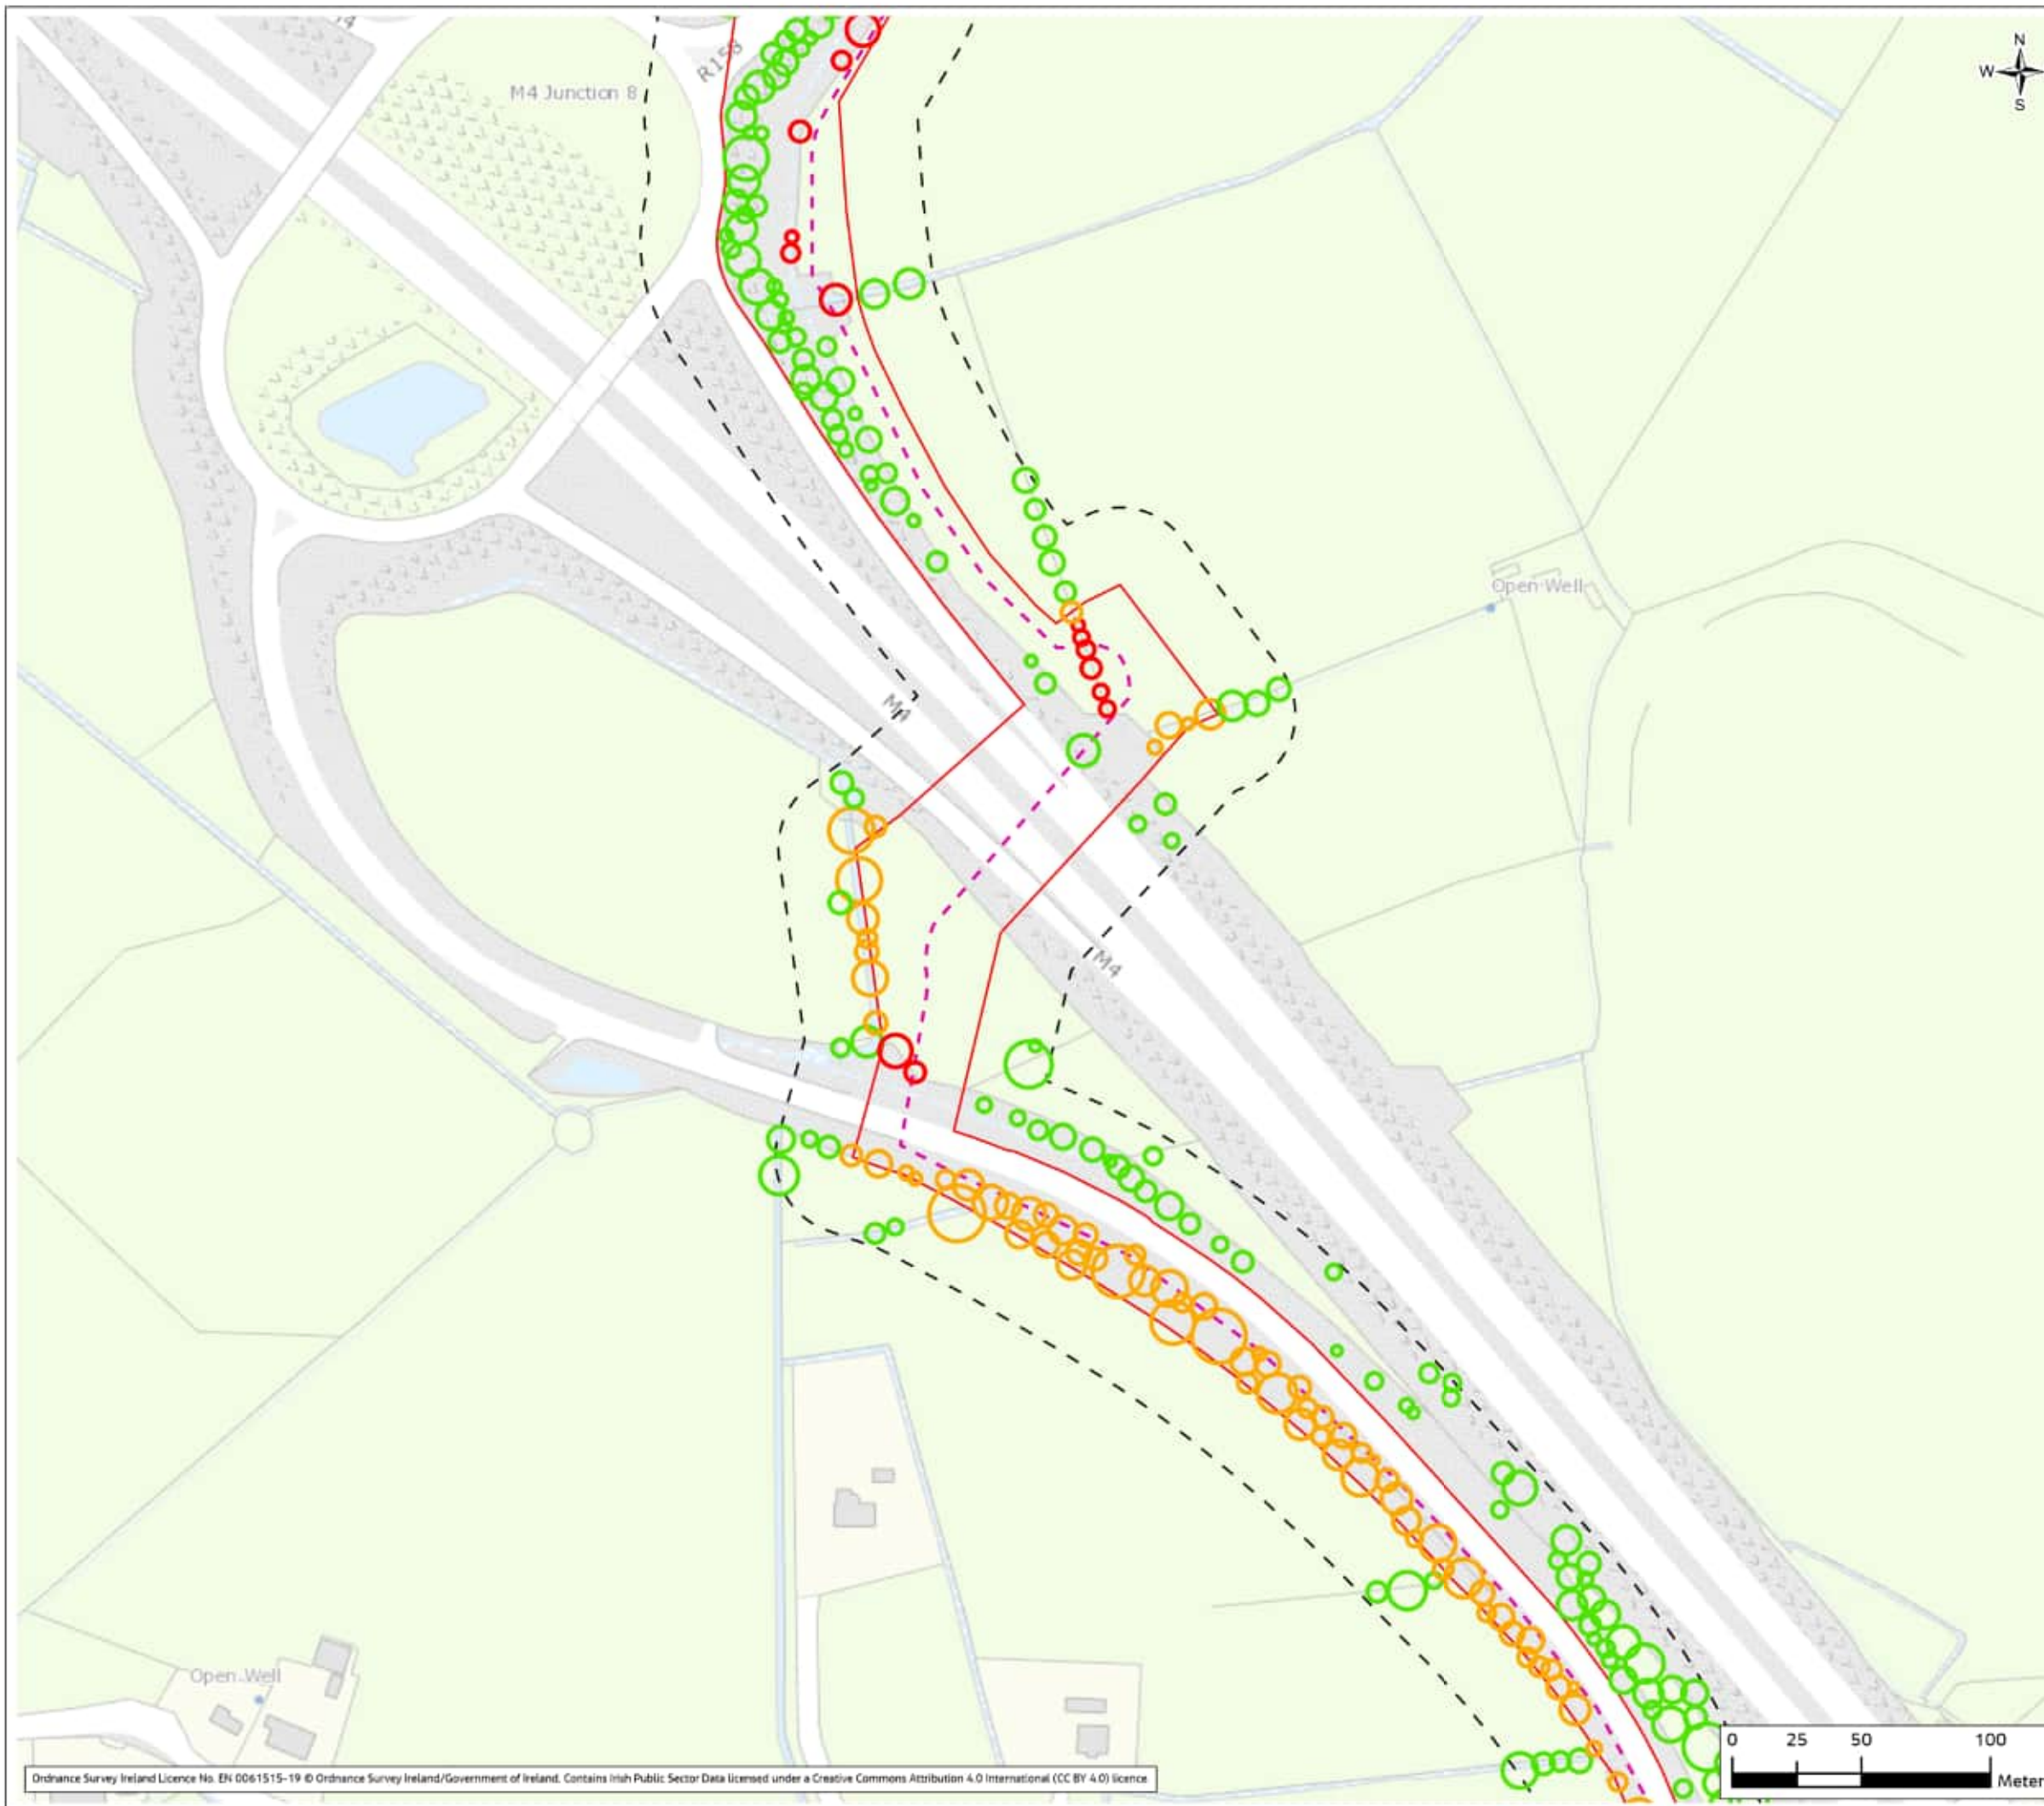 N
W
S
R158
M4 Junction 8
Open Well
M4
M4
Open Well
0 25 50 100
Meter
Ordnance Survey Ireland Licence No. EN 0061515-19 © Ordnance Survey Ireland/Government of Ireland. Contains Irish Public Sector Data licensed under a Creative Commons Attribution 4.0 International (CC BY 4.0) licence